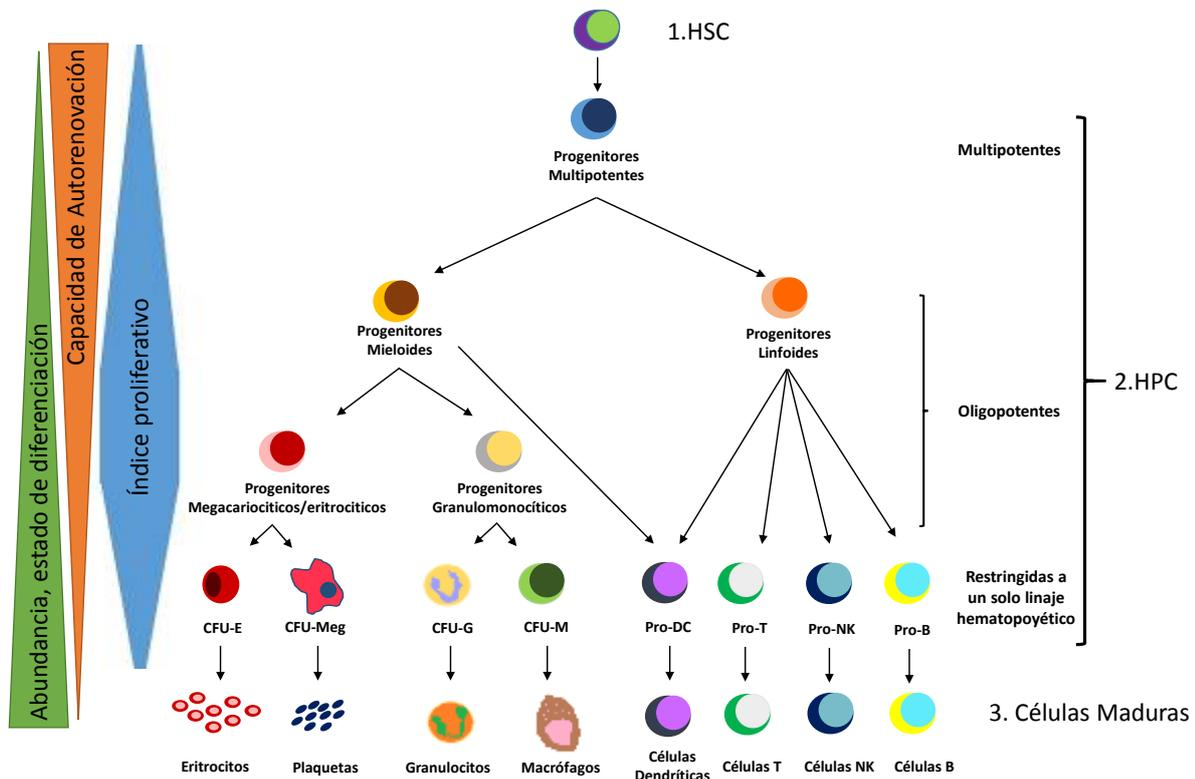 1.HSC
Progenitores
Multipotentes
Multipotentes
Abundancia, estado de diferenciación
Capacidad de Autorenovación
Índice proliferativo
Progenitores
Mieloides
Progenitores
Linfoides
2.HPC
Oligopotentes
Progenitores
Megacariociticos/eritrociticos
Progenitores
Granulomonocíticos
Restringidas a
un solo linaje
hematopoyético
CFU-E
CFU-Meg
CFU-G
CFU-M
Pro-DC
Pro-T
Pro-NK
Pro-B
3. Células Maduras
Eritrocitos
Plaquetas
Granulocitos
Macrófagos
Células
Dendríticas
Células T
Células NK
Células B